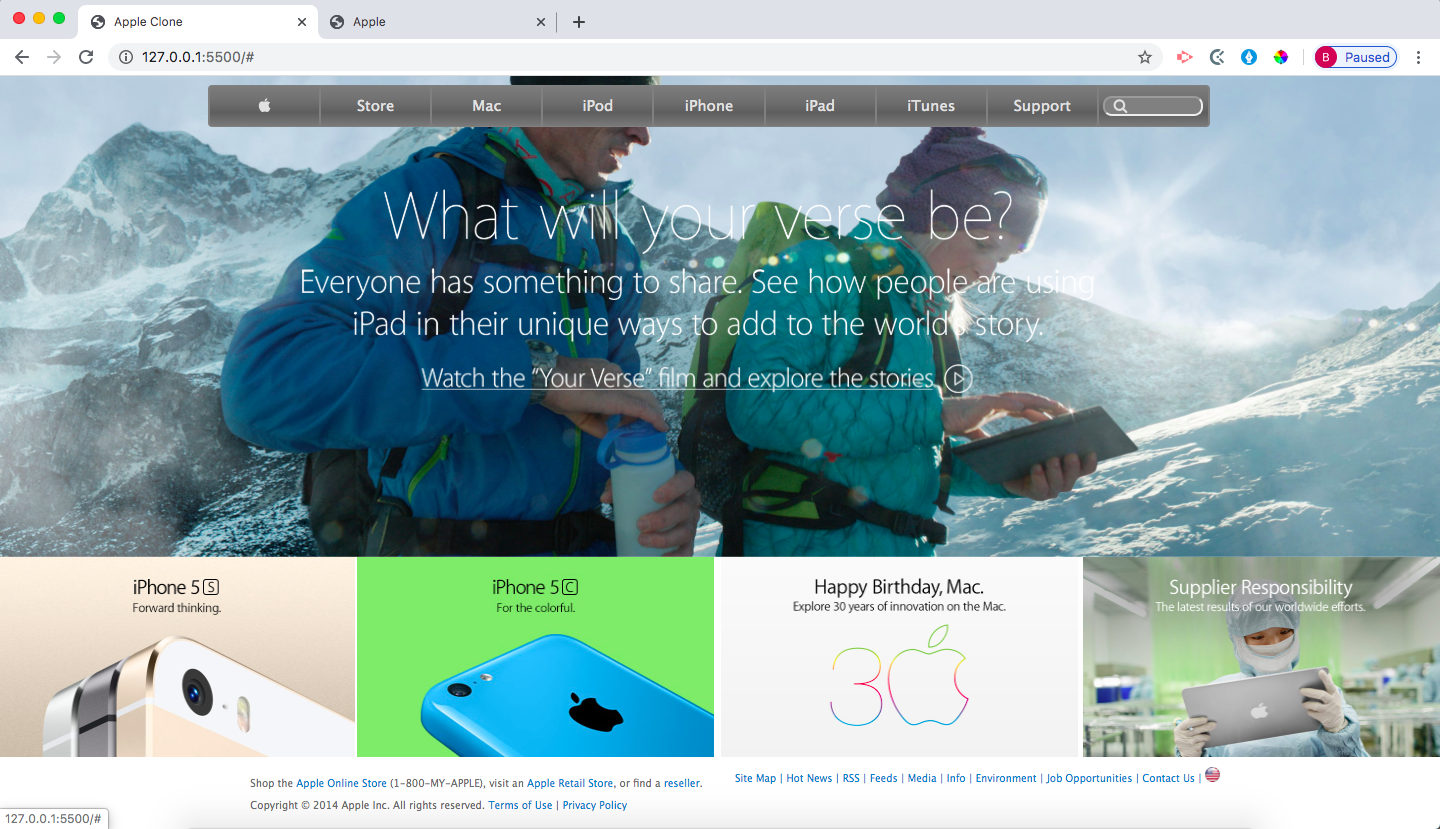 Apple Clone
Apple
127.0.0.1:5500/#
B Paused
Store Mac iPod iPhone iPad iTunes Support
What will your verse be?
Everyone has something to share. See how people are using
iPad in their unique ways to add to the world's story.
Watch the “Your Verse” film and explore the stories.
iPhone 5S
Forward thinking.
iPhone 5C
For the colorful.
Happy Birthday, Mac.
Explore 30 years of innovation on the Mac.
30
Supplier Responsibility
The latest results of our worldwide efforts.
Shop the Apple Online Store (1-800-MY-APPLE), visit an Apple Retail Store, or find a reseller.
Site Map | Hot News | RSS | Feeds | Media | Info | Environment | Job Opportunities | Contact Us |
Copyright © 2014 Apple Inc. All rights reserved. Terms of Use | Privacy Policy
127.0.0.1:5500/#